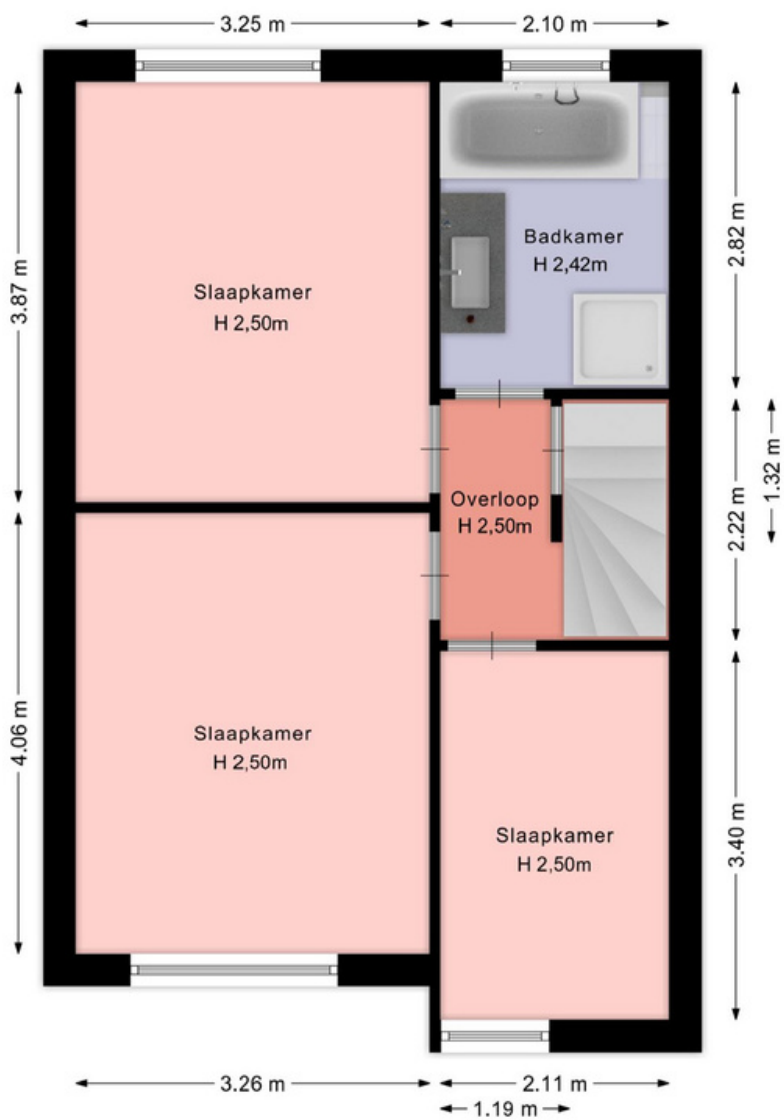 3.25 m
2.10 m
3.87 m
Slaapkamer
H 2,50m
Badkamer
H 2,42m
2.82 m
Overloop
H 2,50m
2.22 m
1.32 m
4.06 m
Slaapkamer
H 2,50m
Slaapkamer
H 2,50m
3.40 m
3.26 m
2.11 m
1.19 m